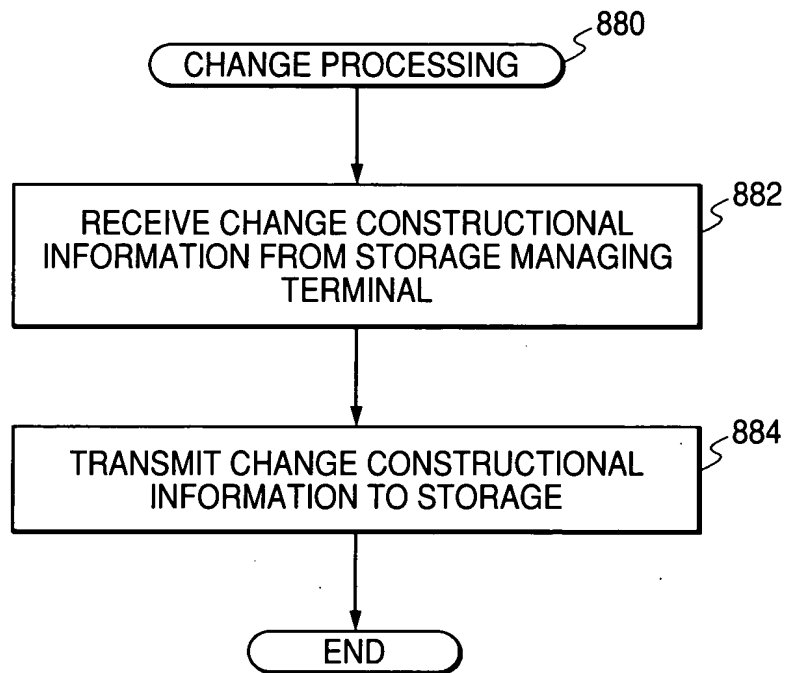 880
CHANGE PROCESSING
882
RECEIVE CHANGE CONSTRUCTIONAL
INFORMATION FROM STORAGE MANAGING
TERMINAL
884
TRANSMIT CHANGE CONSTRUCTIONAL
INFORMATION TO STORAGE
END